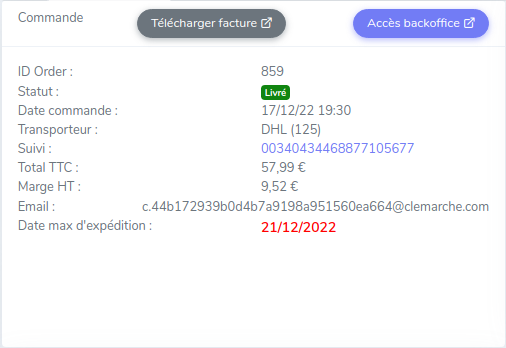 Commande Télécharger facture Accès backoffice
ID Order : 859
Statut : Livré
Date commande : 17/12/22 19:30
Transporteur : DHL (125)
Suivi : 00340434468877105677
Total TTC : 57,99 €
Marge HT : 9,52 €
Email : c.44b172939b0d4b7a9198a951560ea664@clemarche.com
Date max d'expédition : 21/12/2022